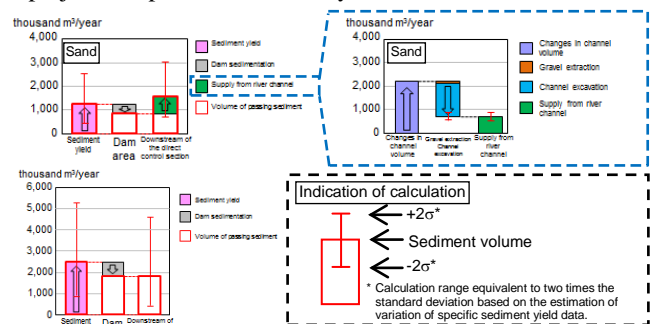 thousand m³/year
4,000
3,000
2,000
1,000
0
Sand
Sediment yield
Dam sedimentation
Supply from river channel
Volume of passing sediment
Sediment
yield
Dam
area
Downstream of
the direct
control section
thousand m³/year
4,000
3,000
2,000
1,000
0
Sand
Changes in channel
volume
Gravel extraction
Channel excavation
Supply from river
channel
Changes in
channel
volume
Gravel extraction
Channel
excavation
Supply from
river
channel
thousand m³/year
6,000
5,000
4,000
3,000
2,000
1,000
0
Sediment yield
Dam sedimentation
Volume of passing sediment
Sediment
Dam
Downstream of
Indication of calculation
+2σ*
Sediment volume
-2σ*
* Calculation range equivalent to two times the
standard deviation based on the estimation of
variation of specific sediment yield data.